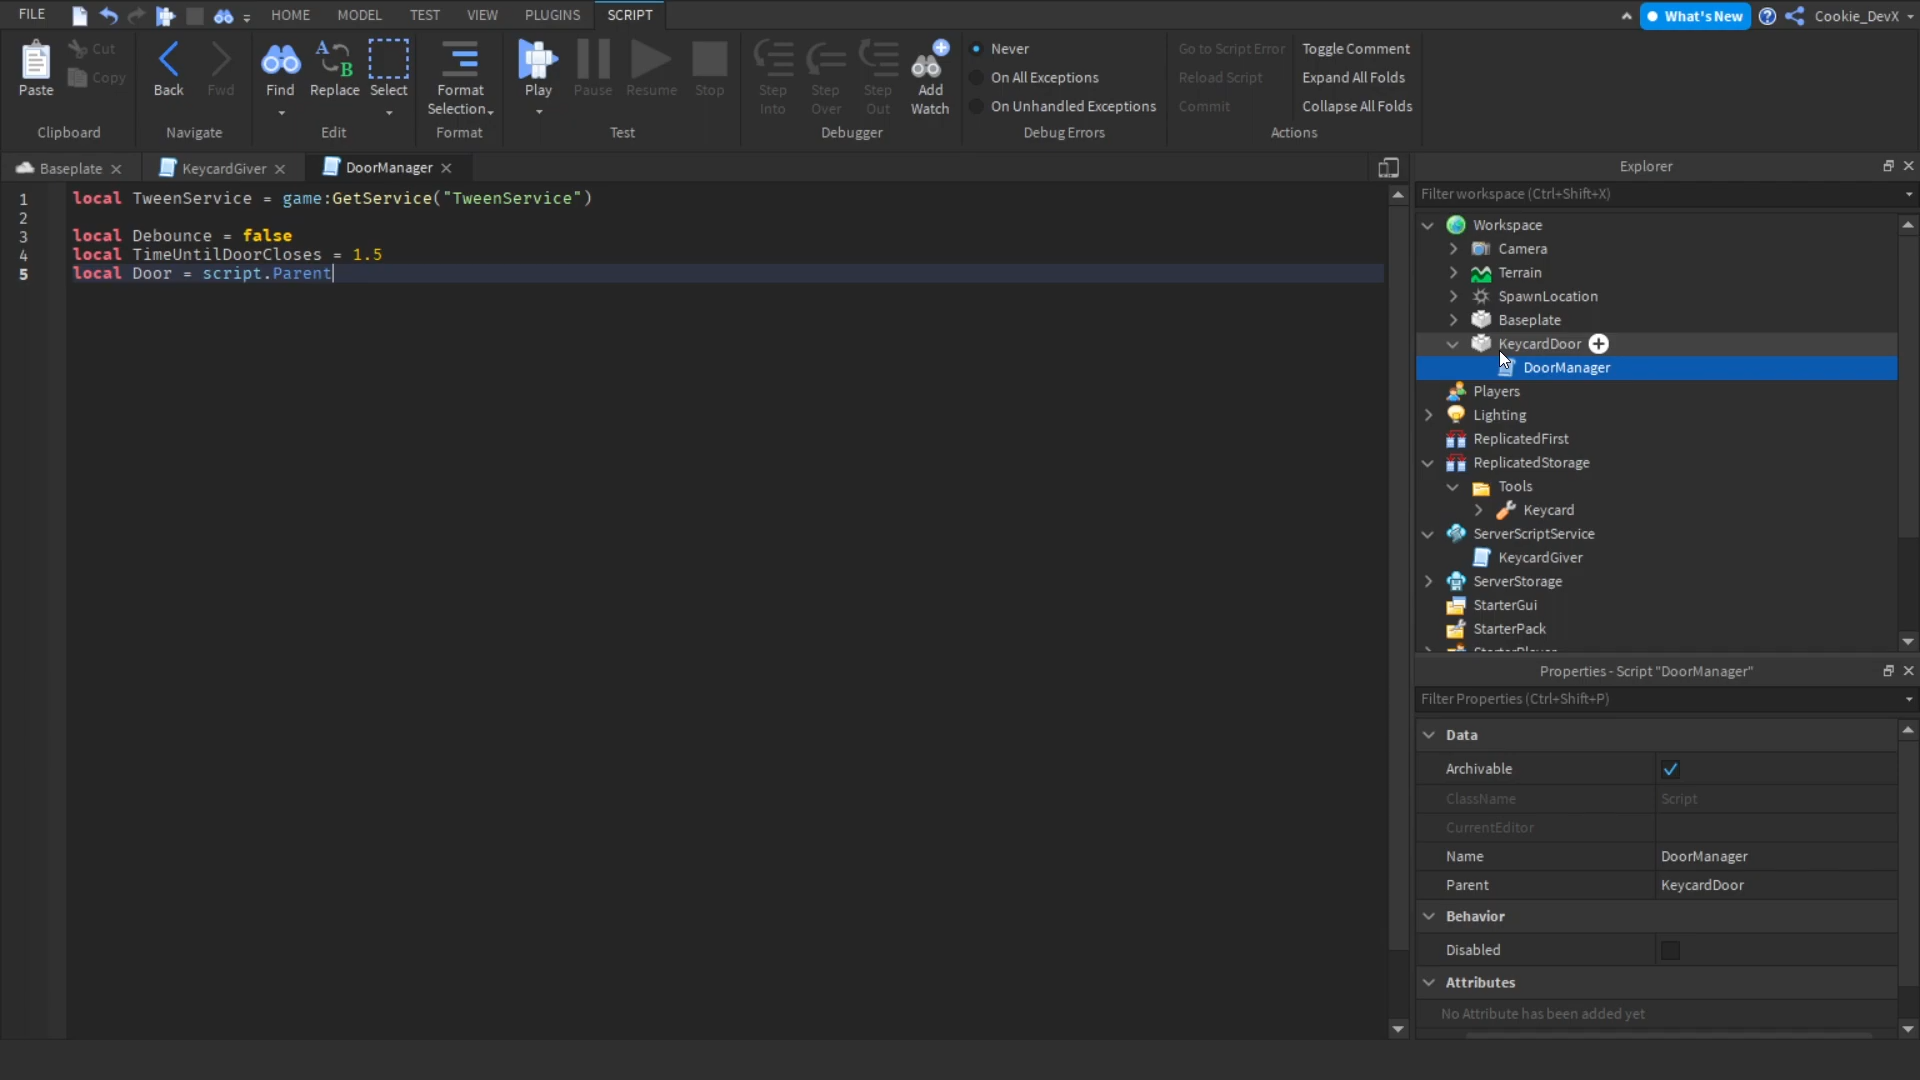 FILE
HOME
MODEL
TEST
VIEW
PLUGINS
SCRIPT
What's New
Cookie_DevX
Paste
Cut
Copy
Clipboard
Back
Fwd
Navigate
Find
Replace
Select
Edit
Format
Selection
Format
Play
Pause
Resume
Stop
Test
Step
Into
Step
Over
Step
Out
Add
Watch
Debugger
Never
On All Exceptions
On Unhandled Exceptions
Debug Errors
Go to Script Error
Reload Script
Commit
Toggle Comment
Expand All Folds
Collapse All Folds
Actions
Baseplate
KeycardGiver
DoorManager
1 local TweenService = game:GetService("TweenService")
2
3 local Debounce = false
4 local TimeUntilDoorCloses = 1.5
5 local Door = script.Parent
Explorer
Filter workspace (Ctrl+Shift+X)
Workspace
Camera
Terrain
SpawnLocation
Baseplate
KeycardDoor
DoorManager
Players
Lighting
ReplicatedFirst
ReplicatedStorage
Tools
Keycard
ServerScriptService
KeycardGiver
ServerStorage
StarterGui
StarterPack
Properties - Script "DoorManager"
Filter Properties (Ctrl+Shift+P)
Data
Archivable
ClassName Script
CurrentEditor
Name DoorManager
Parent KeycardDoor
Behavior
Disabled
Attributes
No Attribute has been added yet